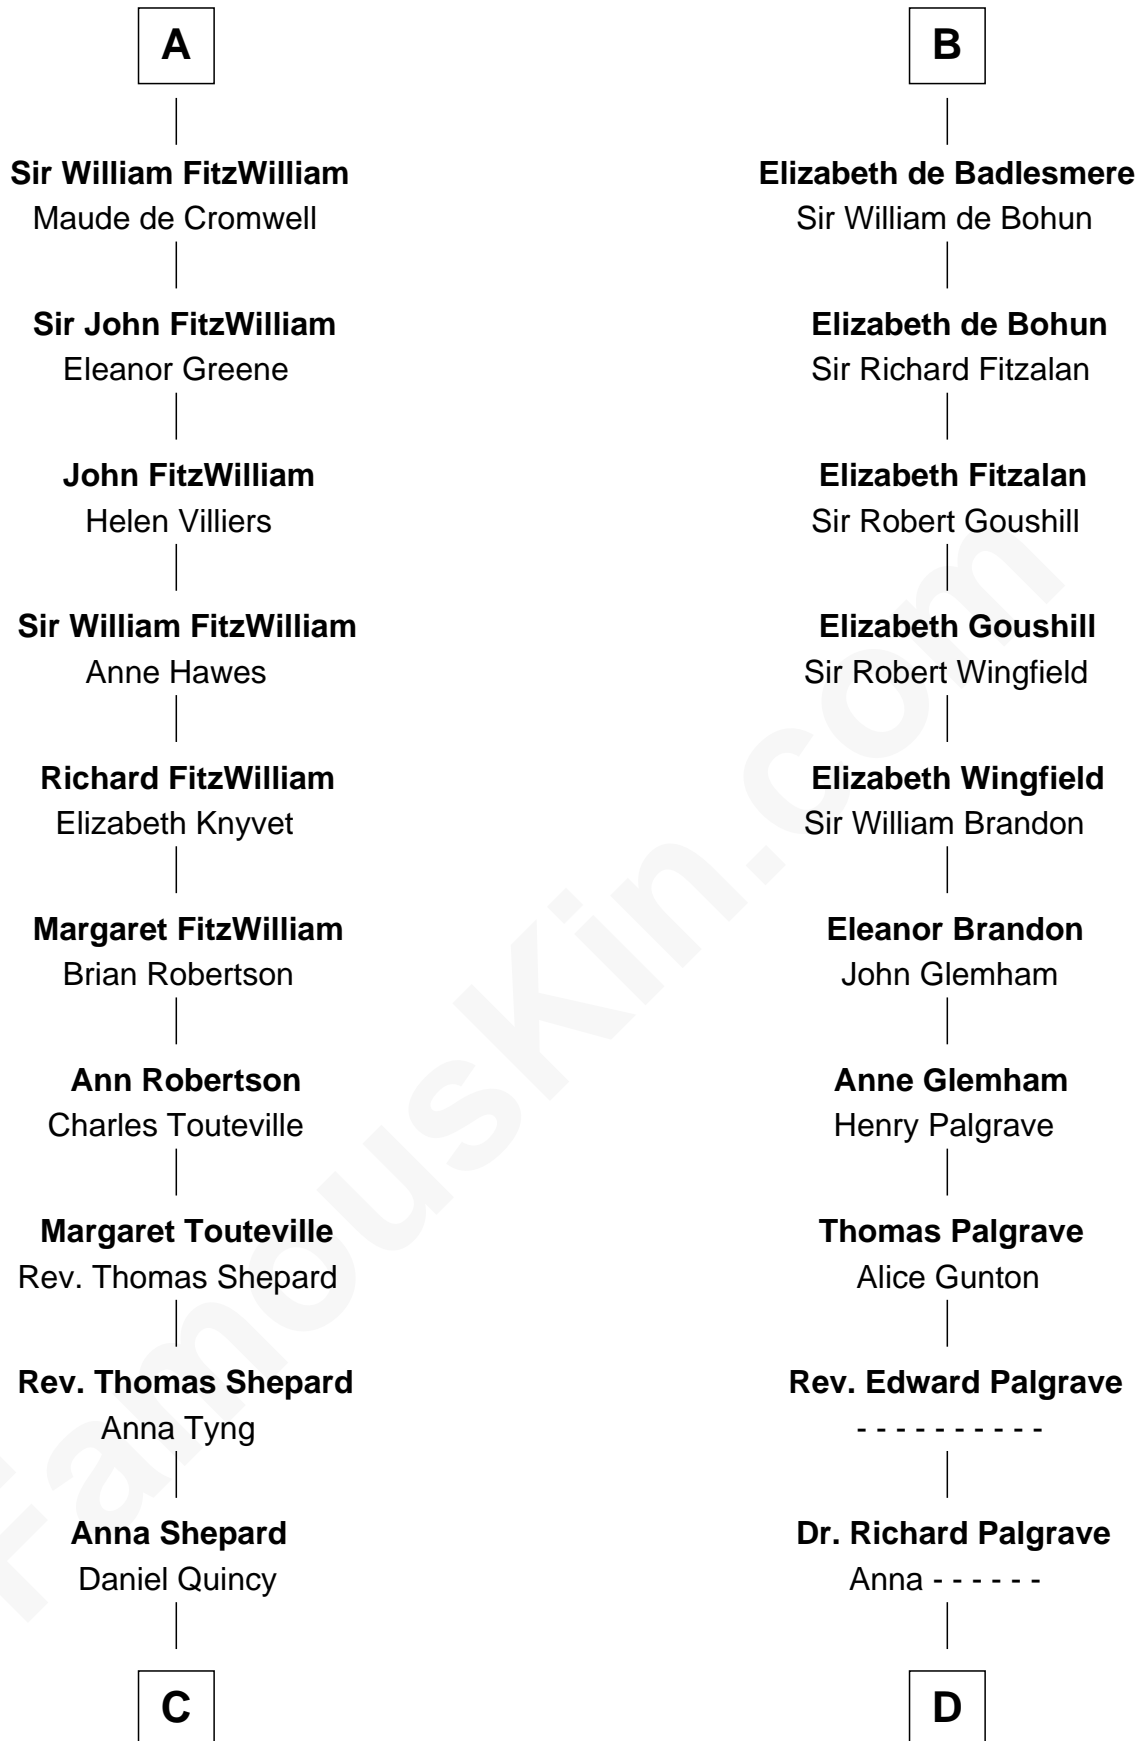 A
Sir William FitzWilliam
Maude de Cromwell
Sir John FitzWilliam
Eleanor Greene
John FitzWilliam
Helen Villiers
Sir William FitzWilliam
Anne Hawes
Richard FitzWilliam
Elizabeth Knyvet
Margaret FitzWilliam
Brian Robertson
Ann Robertson
Charles Touteville
Margaret Touteville
Rev. Thomas Shepard
Rev. Thomas Shepard
Anna Tyng
Anna Shepard
Daniel Quincy
C
B
Elizabeth de Badlesmere
Sir William de Bohun
Elizabeth de Bohun
Sir Richard Fitzalan
Elizabeth Fitzalan
Sir Robert Goushill
Elizabeth Goushill
Sir Robert Wingfield
Elizabeth Wingfield
Sir William Brandon
Eleanor Brandon
John Glemham
Anne Glemham
Henry Palgrave
Thomas Palgrave
Alice Gunton
Rev. Edward Palgrave
- - - - - - - - - -
Dr. Richard Palgrave
Anna - - - - - -
D
FamousKin.com